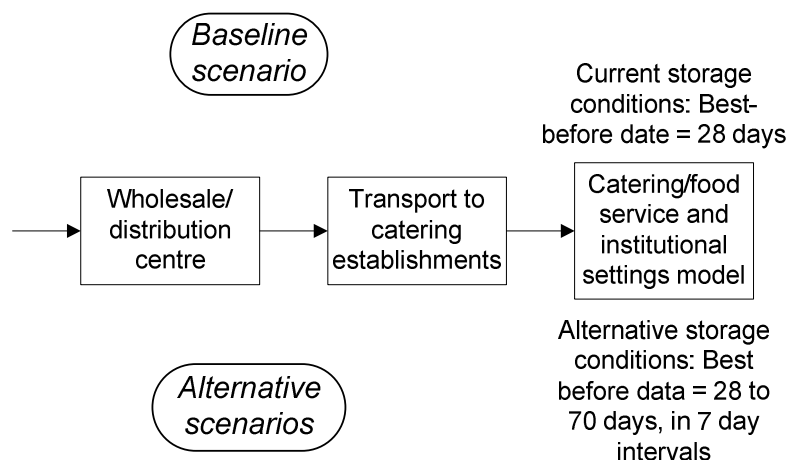 Baseline
scenario
Current storage
conditions: Best-
before date = 28 days
Wholesale/
distribution
centre
Transport to
catering
establishments
Catering/food
service and
institutional
settings model
Alternative storage
conditions: Best
before data = 28 to
70 days, in 7 day
intervals
Alternative
scenarios